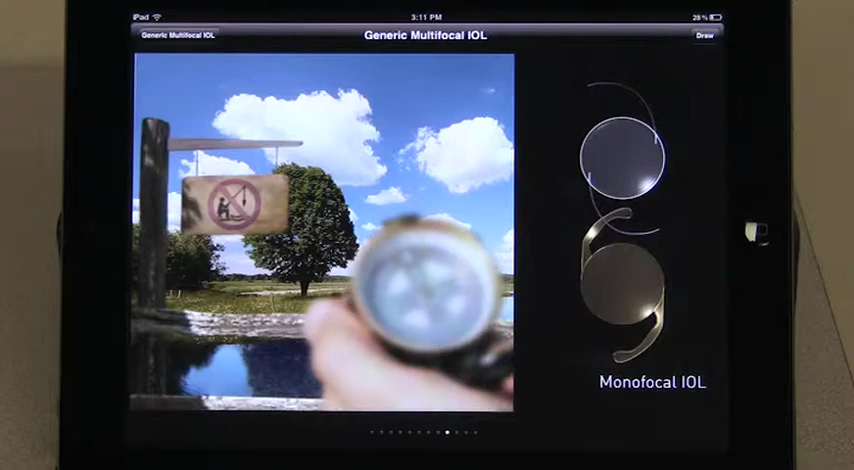 iPad
3:11 PM
28%
Generic Multifocal IOL
Generic Multifocal IOL
Draw
Monofocal IOL